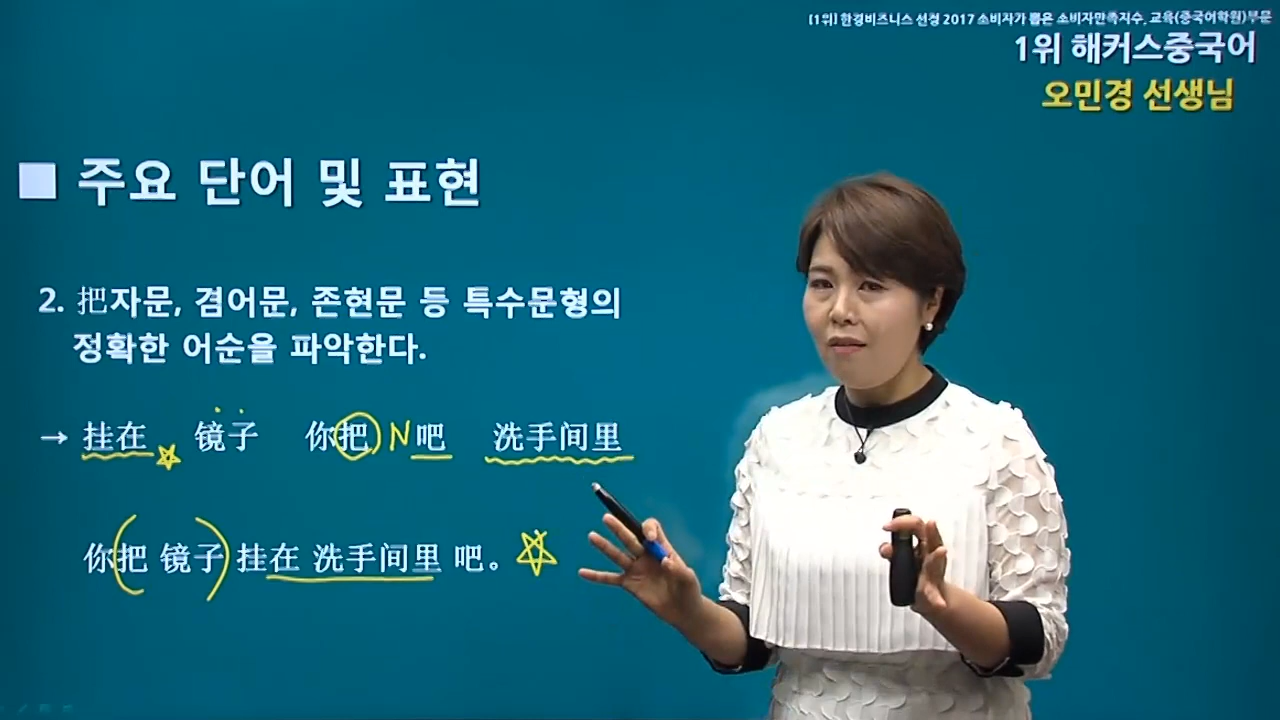 [1위] 한경비즈니스 선정 2017 소비자가 뽑은 소비자만족지수, 교육(중국어학원)부문
1위 해커스중국어
오민경 선생님
■ 주요 단어 및 표현
2. 把자문, 겸어문, 존현문 등 특수문형의
정확한 어순을 파악한다.
→ 挂在 镜子 你把 N 吧 洗手间里
你把 镜子 挂在 洗手间里 吧。